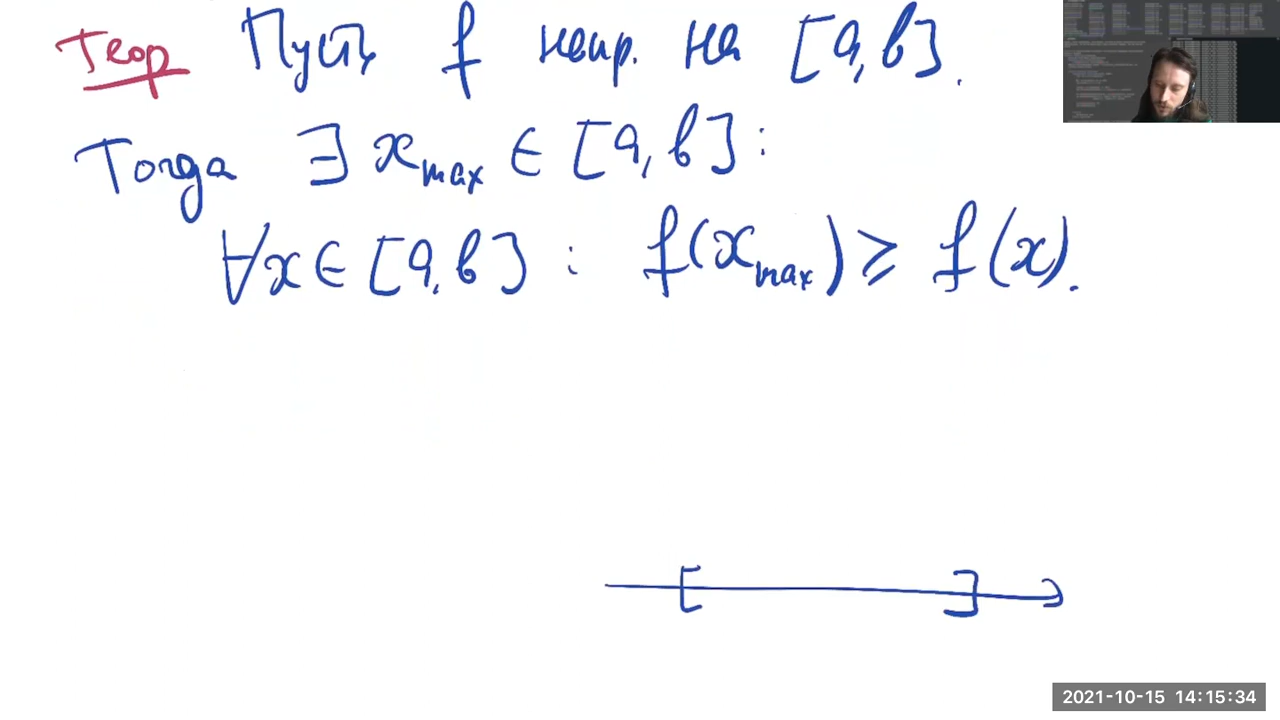 Теор Пусть f непр. на [a, b].
Тогда ∃ x_max ∈ [a, b] :
∀x ∈ [a, b] : f(x_max) ⩾ f(x).
2021-10-15 14:15:34